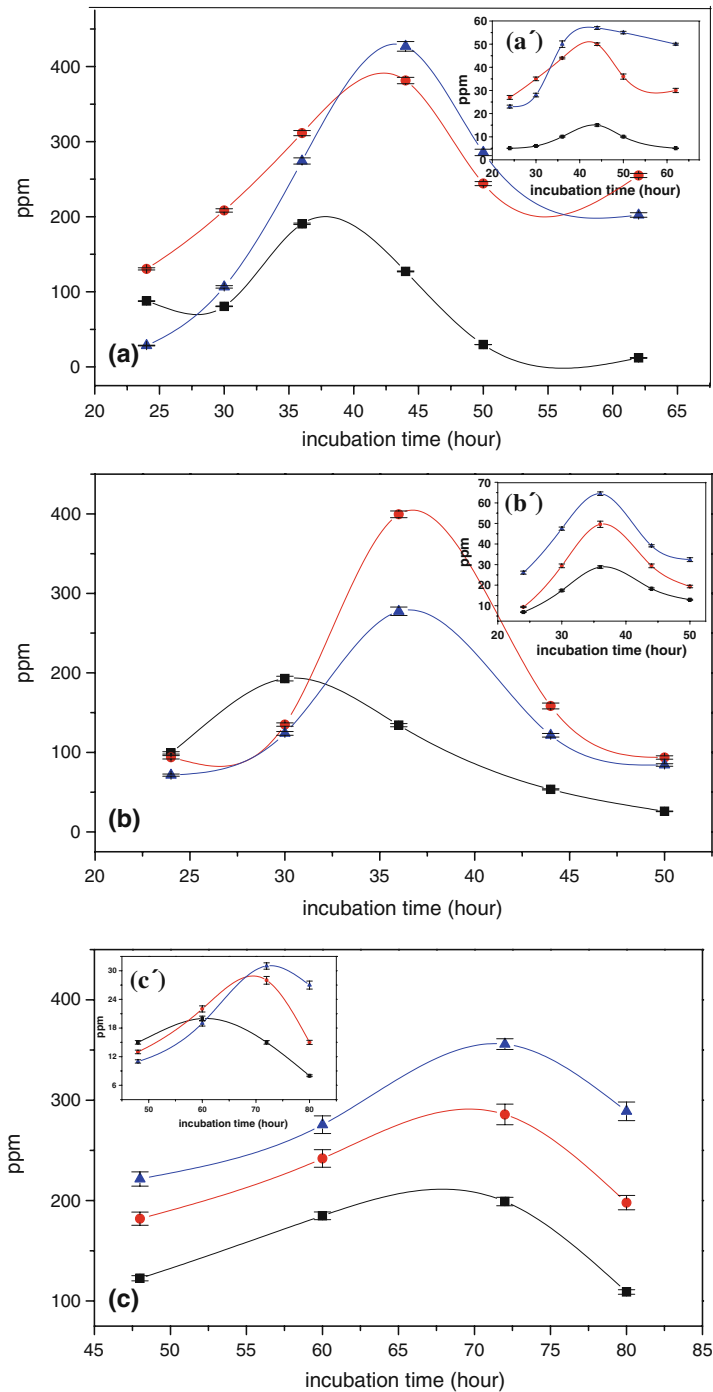 400
300
200
100
0
ppm
(a)
20 25 30 35 40 45 50 55 60 65
incubation time (hour)
(a´)
60
50
40
30
20
10
0
ppm
20 30 40 50 60
incubation time (hour)
400
300
200
100
0
ppm
(b)
20 25 30 35 40 45 50
incubation time (hour)
(b´)
70
60
50
40
30
20
10
ppm
20 30 40 50
incubation time (hour)
400
300
200
100
ppm
(c)
45 50 55 60 65 70 75 80 85
incubation time (hour)
(c´)
30
24
18
12
6
ppm
50 60 70 80
incubation time (hour)